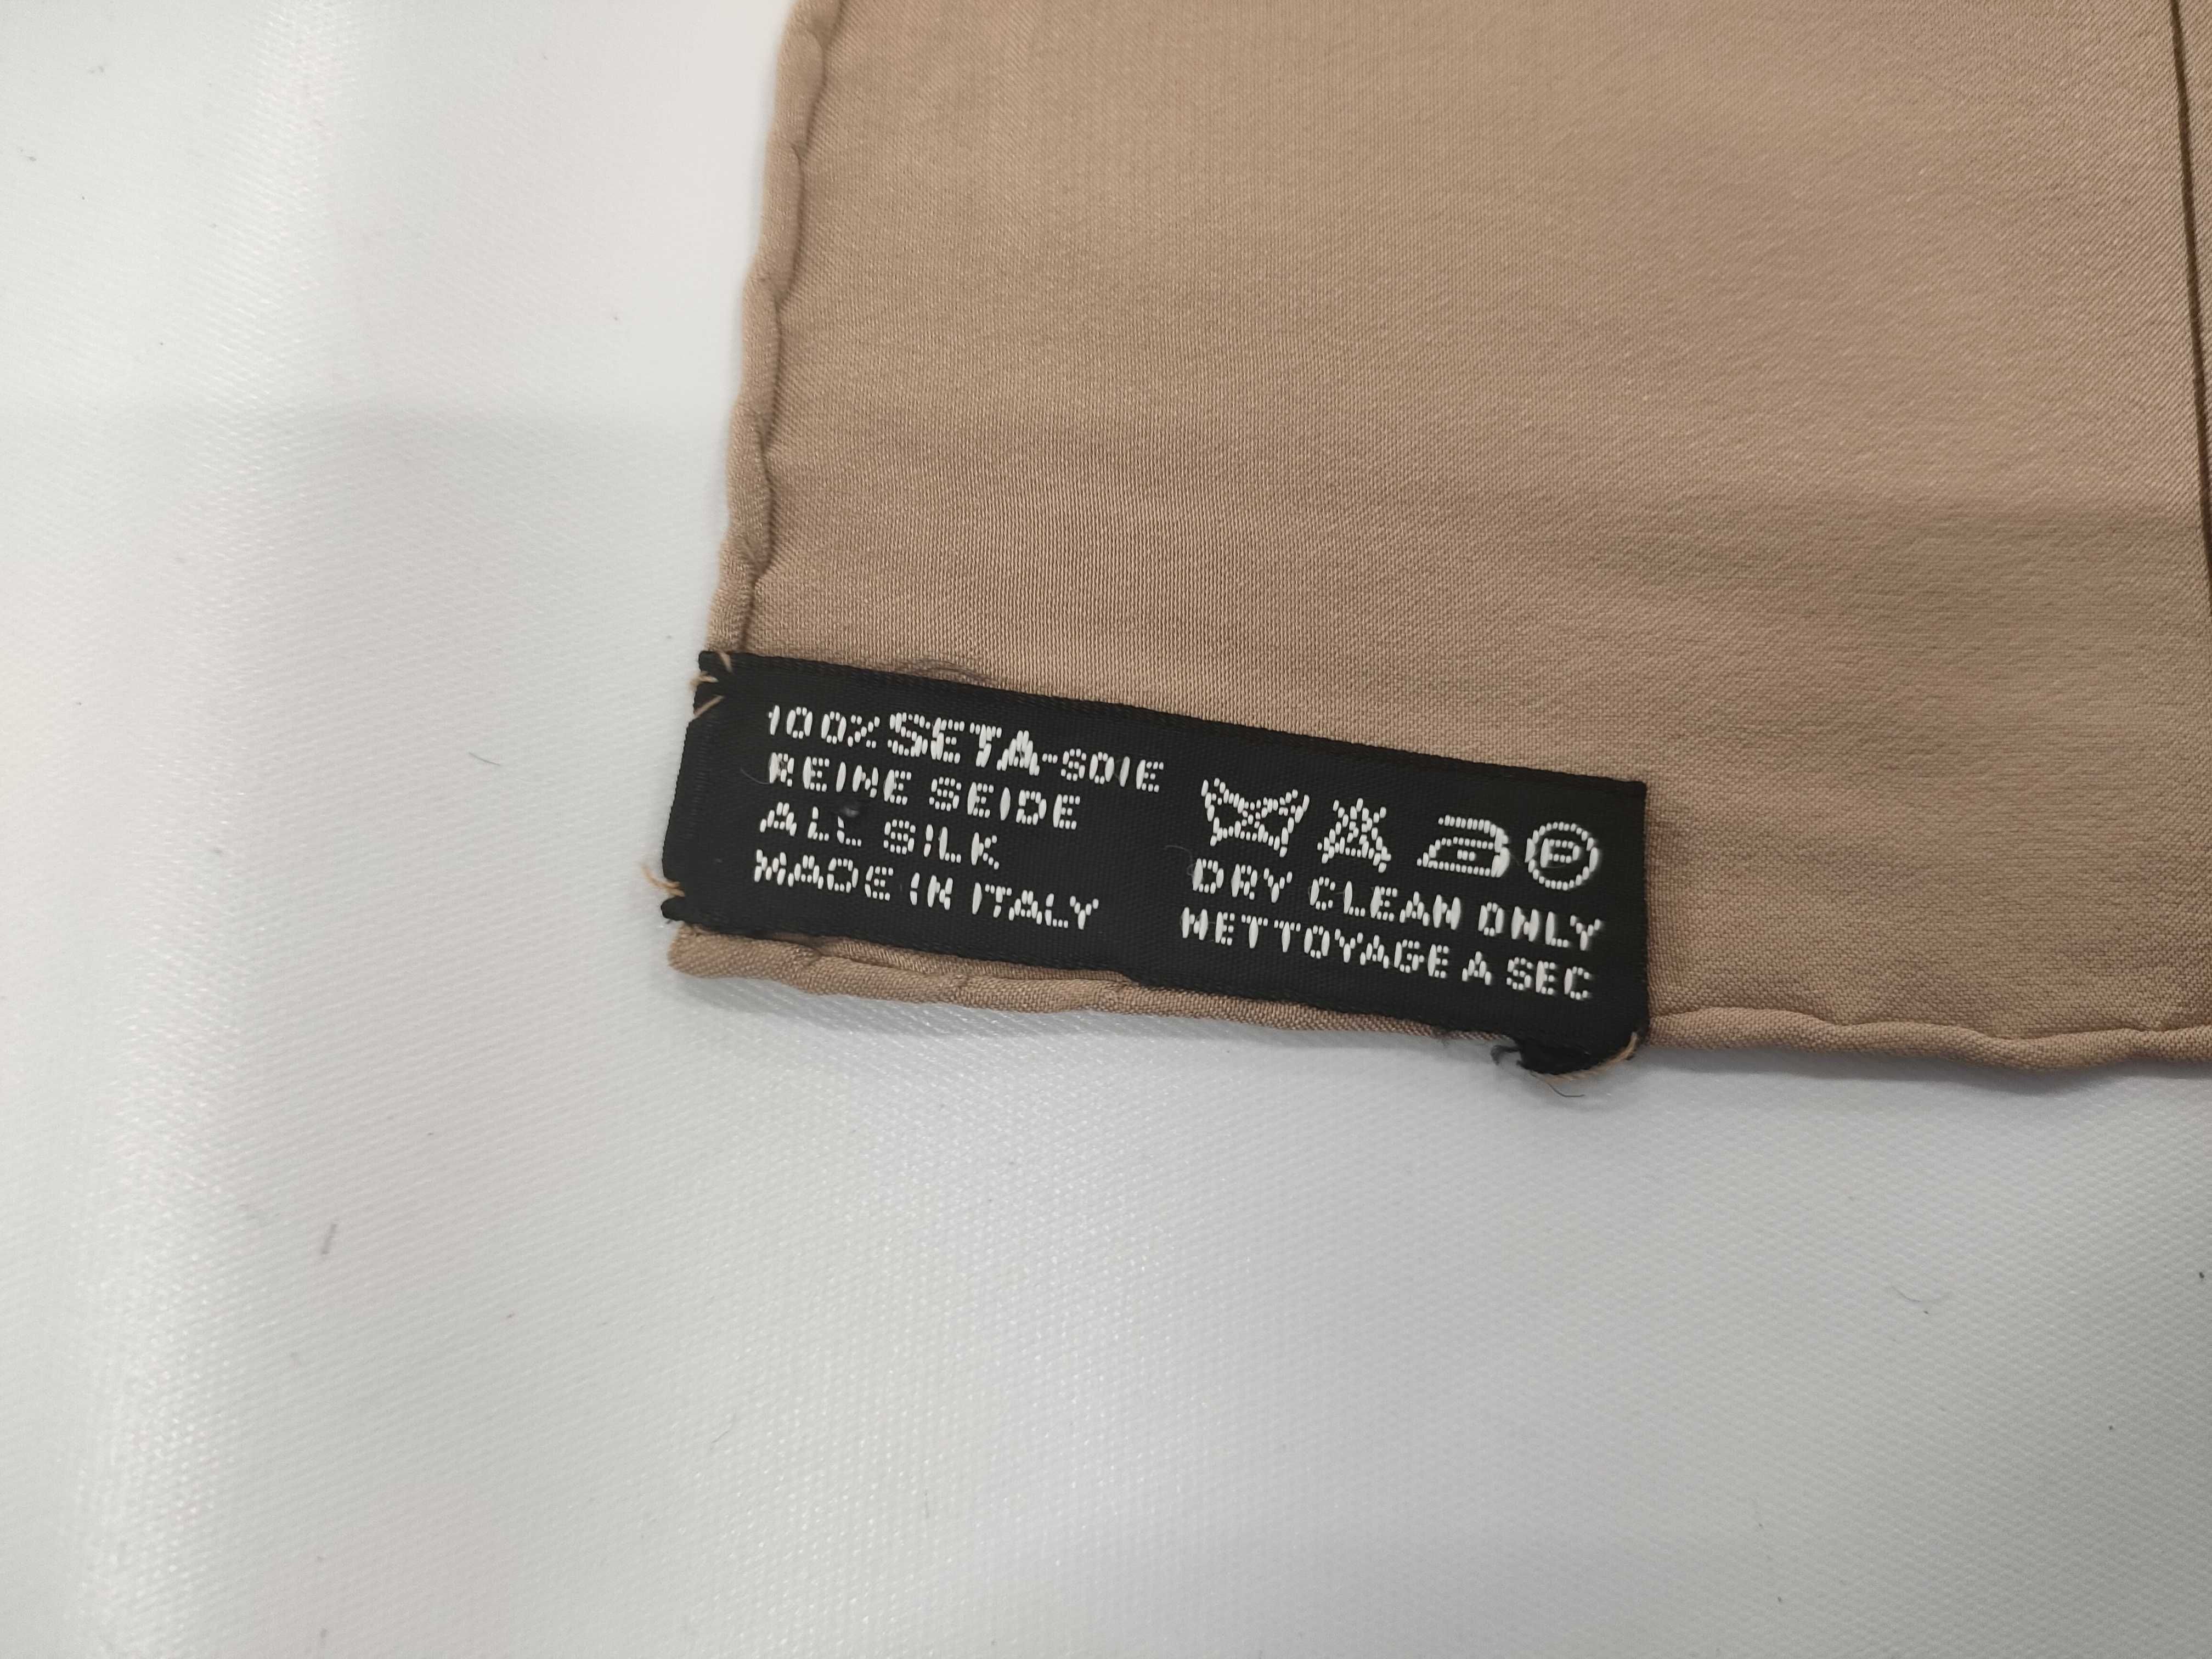 100% SETA-SOIE
REINE SEIDE
ALL SILK
MADE IN ITALY
P
DRY CLEAN ONLY
NETTOYAGE A SEC